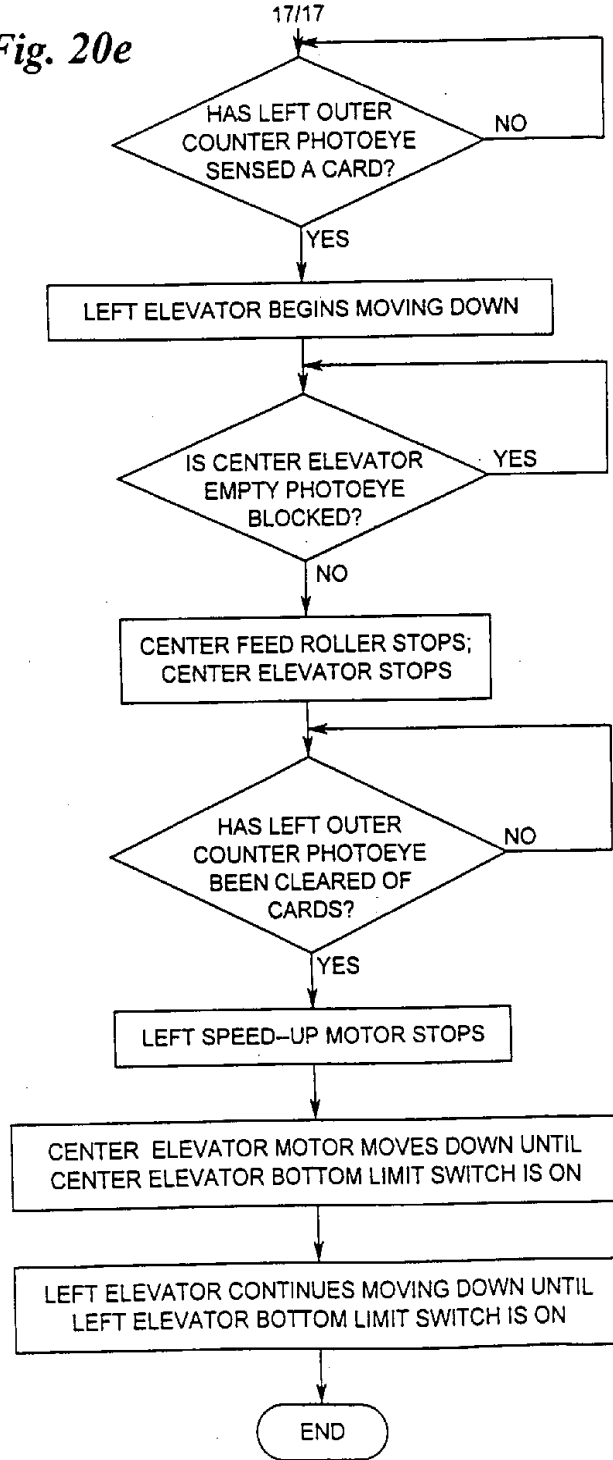 17/17
Fig. 20e
HAS LEFT OUTER
COUNTER PHOTOEYE
SENSED A CARD?
NO
YES
LEFT ELEVATOR BEGINS MOVING DOWN
IS CENTER ELEVATOR
EMPTY PHOTOEYE
BLOCKED?
YES
NO
CENTER FEED ROLLER STOPS;
CENTER ELEVATOR STOPS
HAS LEFT OUTER
COUNTER PHOTOEYE
BEEN CLEARED OF
CARDS?
NO
YES
LEFT SPEED-UP MOTOR STOPS
CENTER ELEVATOR MOTOR MOVES DOWN UNTIL
CENTER ELEVATOR BOTTOM LIMIT SWITCH IS ON
LEFT ELEVATOR CONTINUES MOVING DOWN UNTIL
LEFT ELEVATOR BOTTOM LIMIT SWITCH IS ON
END